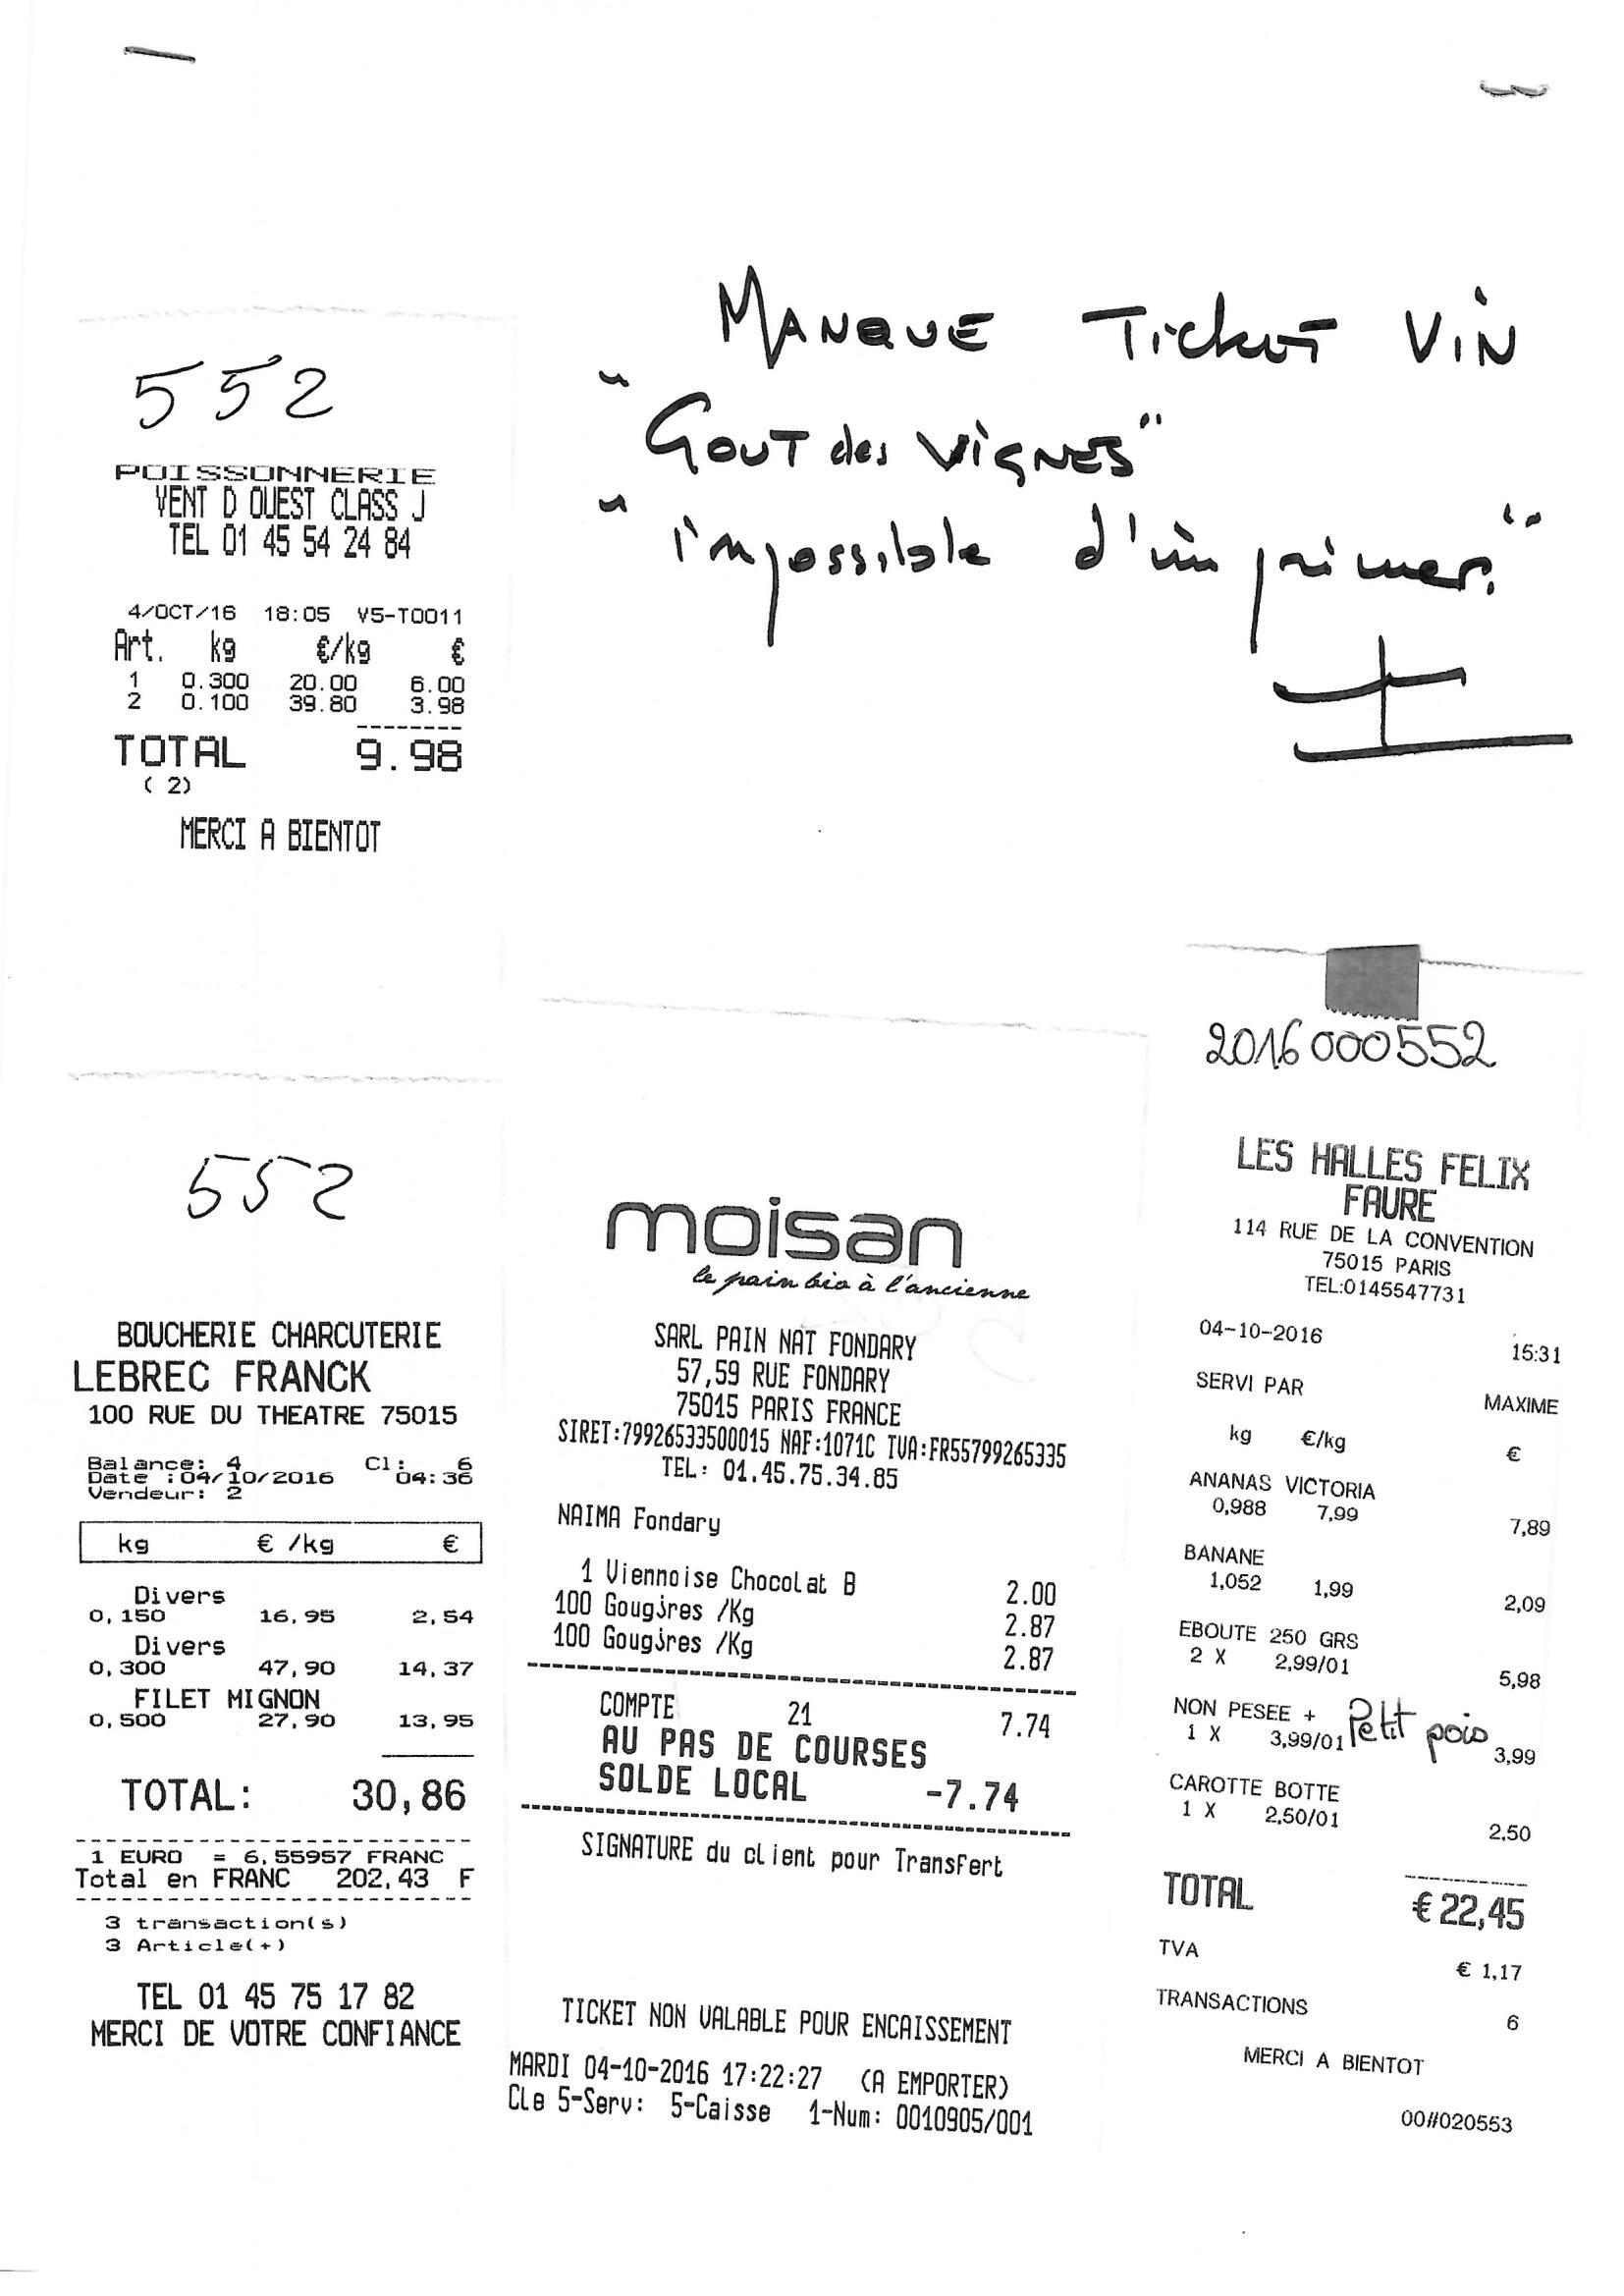 MANQUE Ticket VIN
"Gout des Vignes"
"impossible d'imprimer."
552
POISSONNERIE
VENT D OUEST CLASS J
TEL 01 45 54 24 84
4/OCT/16 18:05 V5-T0011
Art. kg €/kg €
1 0.300 20.00 6.00
2 0.100 39.80 3.98
TOTAL 9.98
( 2)
MERCI A BIENTOT
552
BOUCHERIE CHARCUTERIE
LEBREC FRANCK
100 RUE DU THEATRE 75015
Balance: 4 Cl: 6
Date :04/10/2016 04:36
Vendeur: 2
kg € /kg €
Divers
0,150 16,95 2,54
Divers
0,300 47,90 14,37
FILET MIGNON
0,500 27,90 13,95
TOTAL: 30,86
1 EURO = 6,55957 FRANC
Total en FRANC 202,43 F
3 transaction(s)
3 Article(+)
TEL 01 45 75 17 82
MERCI DE VOTRE CONFIANCE
moisan
le pain bio à l'ancienne
SARL PAIN NAT FONDARY
57,59 RUE FONDARY
75015 PARIS FRANCE
SIRET:79926533500015 NAF:1071C TVA:FR55799265335
TEL: 01.45.75.34.85
NAIMA Fondary
1 Viennoise Chocolat B 2.00
100 Gougères /Kg 2.87
100 Gougères /Kg 2.87
COMPTE 21 7.74
AU PAS DE COURSES
SOLDE LOCAL -7.74
SIGNATURE du client pour Transfert
TICKET NON VALABLE POUR ENCAISSEMENT
MARDI 04-10-2016 17:22:27 (A EMPORTER)
Cle 5-Serv: 5-Caisse 1-Num: 0010905/001
2016000552
LES HALLES FELIX
FAURE
114 RUE DE LA CONVENTION
75015 PARIS
TEL:0145547731
04-10-2016 15:31
SERVI PAR MAXIME
kg €/kg €
ANANAS VICTORIA
0,988 7,99 7,89
BANANE
1,052 1,99 2,09
EBOUTE 250 GRS
2 X 2,99/01 5,98
NON PESEE + Petit pois
1 X 3,99/01 3,99
CAROTTE BOTTE
1 X 2,50/01 2,50
TOTAL € 22,45
TVA € 1,17
TRANSACTIONS 6
MERCI A BIENTOT
00#020553